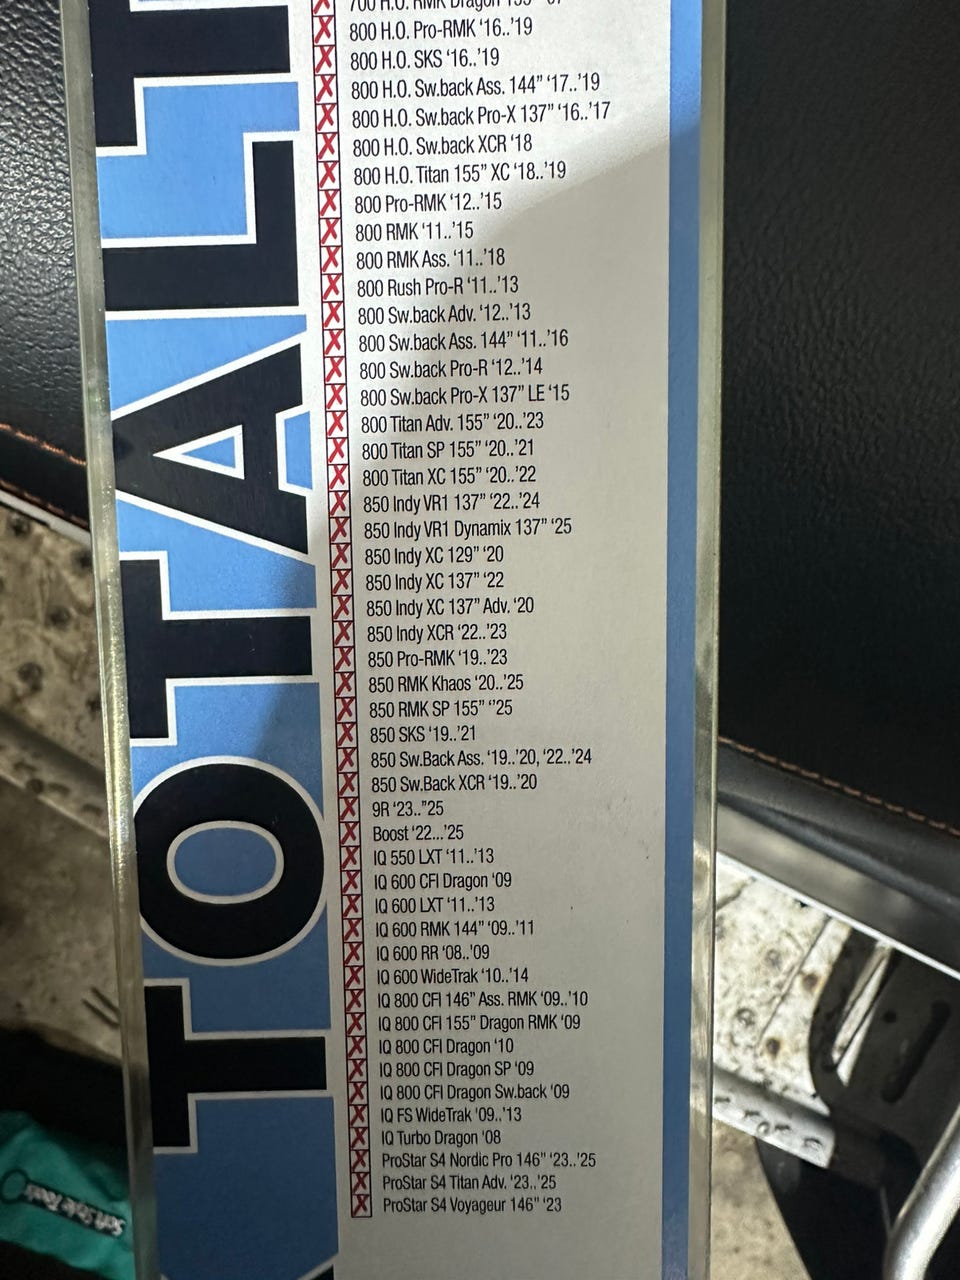 700 H.O. RMK Dragon 155" '07
800 H.O. Pro-RMK '16..'19
800 H.O. SKS '16..'19
800 H.O. Sw.back Ass. 144" '17..'19
800 H.O. Sw.back Pro-X 137" '16..'17
800 H.O. Sw.back XCR '18
800 H.O. Titan 155" XC '18..'19
800 Pro-RMK '12..'15
800 RMK '11..'15
800 RMK Ass. '11..'18
800 Rush Pro-R '11..'13
800 Sw.back Adv. '12..'13
800 Sw.back Ass. 144" '11..'16
800 Sw.back Pro-R '12..'14
800 Sw.back Pro-X 137" LE '15
800 Titan Adv. 155" '20..'23
800 Titan SP 155" '20..'21
800 Titan XC 155" '20..'22
850 Indy VR1 137" '22..'24
850 Indy VR1 Dynamix 137" '25
850 Indy XC 129" '20
850 Indy XC 137" '22
850 Indy XC 137" Adv. '20
850 Indy XCR '22..'23
850 Pro-RMK '19..'23
850 RMK Khaos '20..'25
850 RMK SP 155" '’25
850 SKS '19..'21
850 Sw.Back Ass. '19..'20, '22..'24
850 Sw.Back XCR '19..'20
9R '23..''25
Boost '22...'25
IQ 550 LXT '11..'13
IQ 600 CFI Dragon '09
IQ 600 LXT '11..'13
IQ 600 RMK 144" '09..'11
IQ 600 RR '08..'09
IQ 600 WideTrak '10..'14
IQ 800 CFI 146" Ass. RMK '09..'10
IQ 800 CFI 155" Dragon RMK '09
IQ 800 CFI Dragon '10
IQ 800 CFI Dragon SP '09
IQ 800 CFI Dragon Sw.back '09
IQ FS WideTrak '09..'13
IQ Turbo Dragon '08
ProStar S4 Nordic Pro 146" '23..'25
ProStar S4 Titan Adv. '23..'25
ProStar S4 Voyageur 146" '23
TOTALT